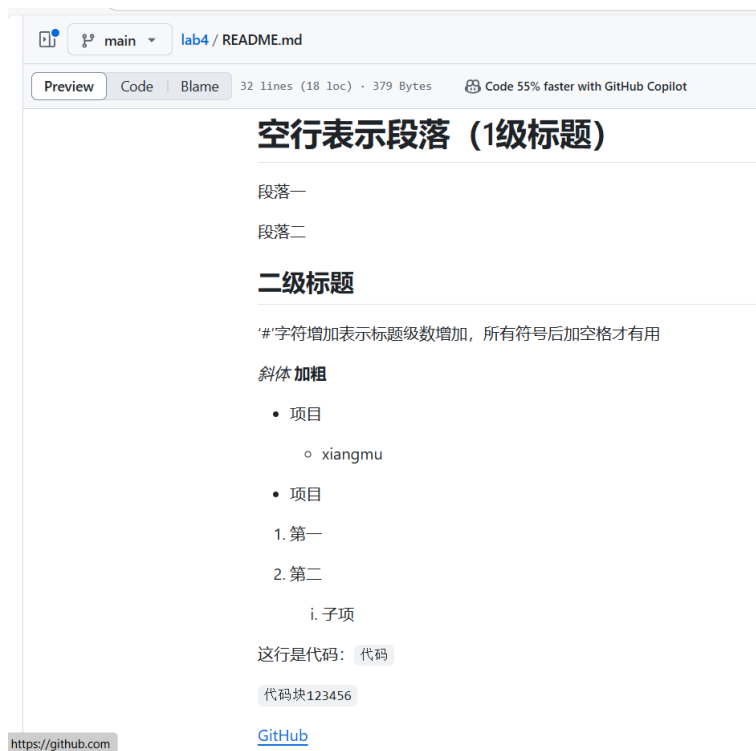 main
lab4 / README.md
Preview Code Blame 32 lines (18 loc) · 379 Bytes Code 55% faster with GitHub Copilot
空行表示段落（1级标题）
段落一
段落二
二级标题
‘#’字符增加表示标题级数增加，所有符号后加空格才有用
斜体 加粗
• 项目
◦ xiangmu
• 项目
1. 第一
2. 第二
i. 子项
这行是代码： 代码
代码块123456
GitHub
https://github.com